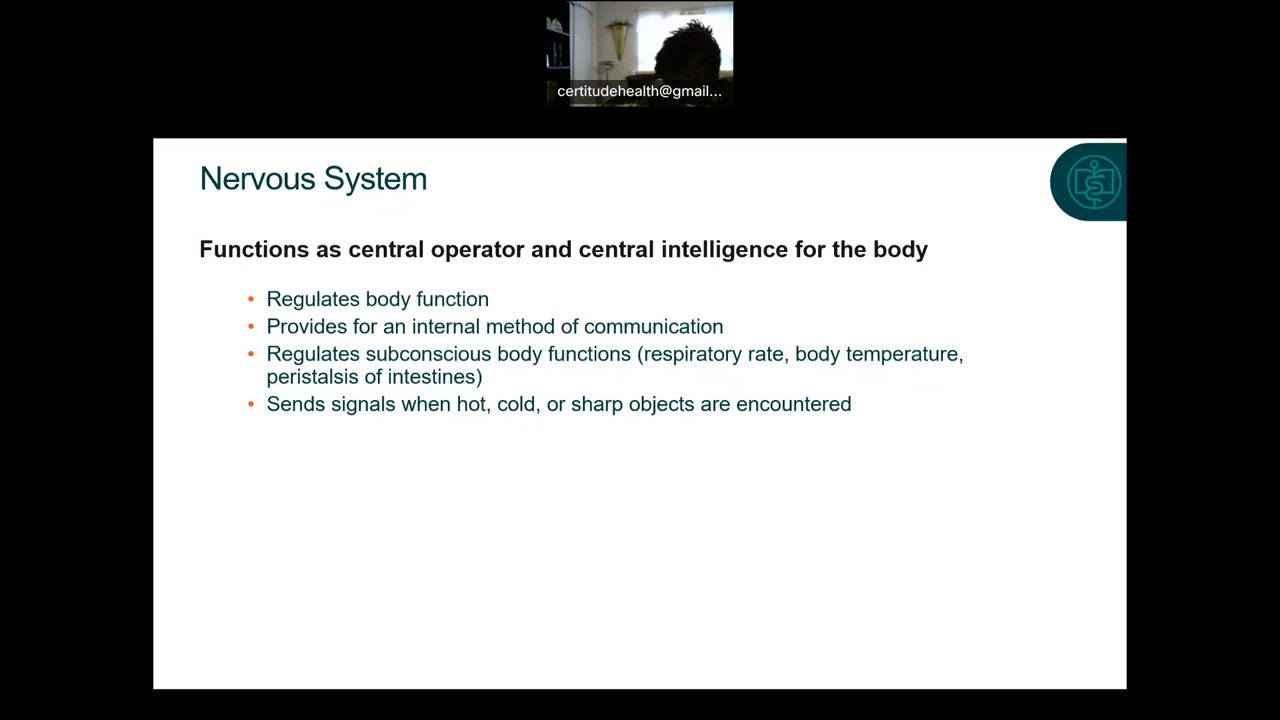 certitudehealth@gmail...
Nervous System
Functions as central operator and central intelligence for the body
• Regulates body function
• Provides for an internal method of communication
• Regulates subconscious body functions (respiratory rate, body temperature,
peristalsis of intestines)
• Sends signals when hot, cold, or sharp objects are encountered